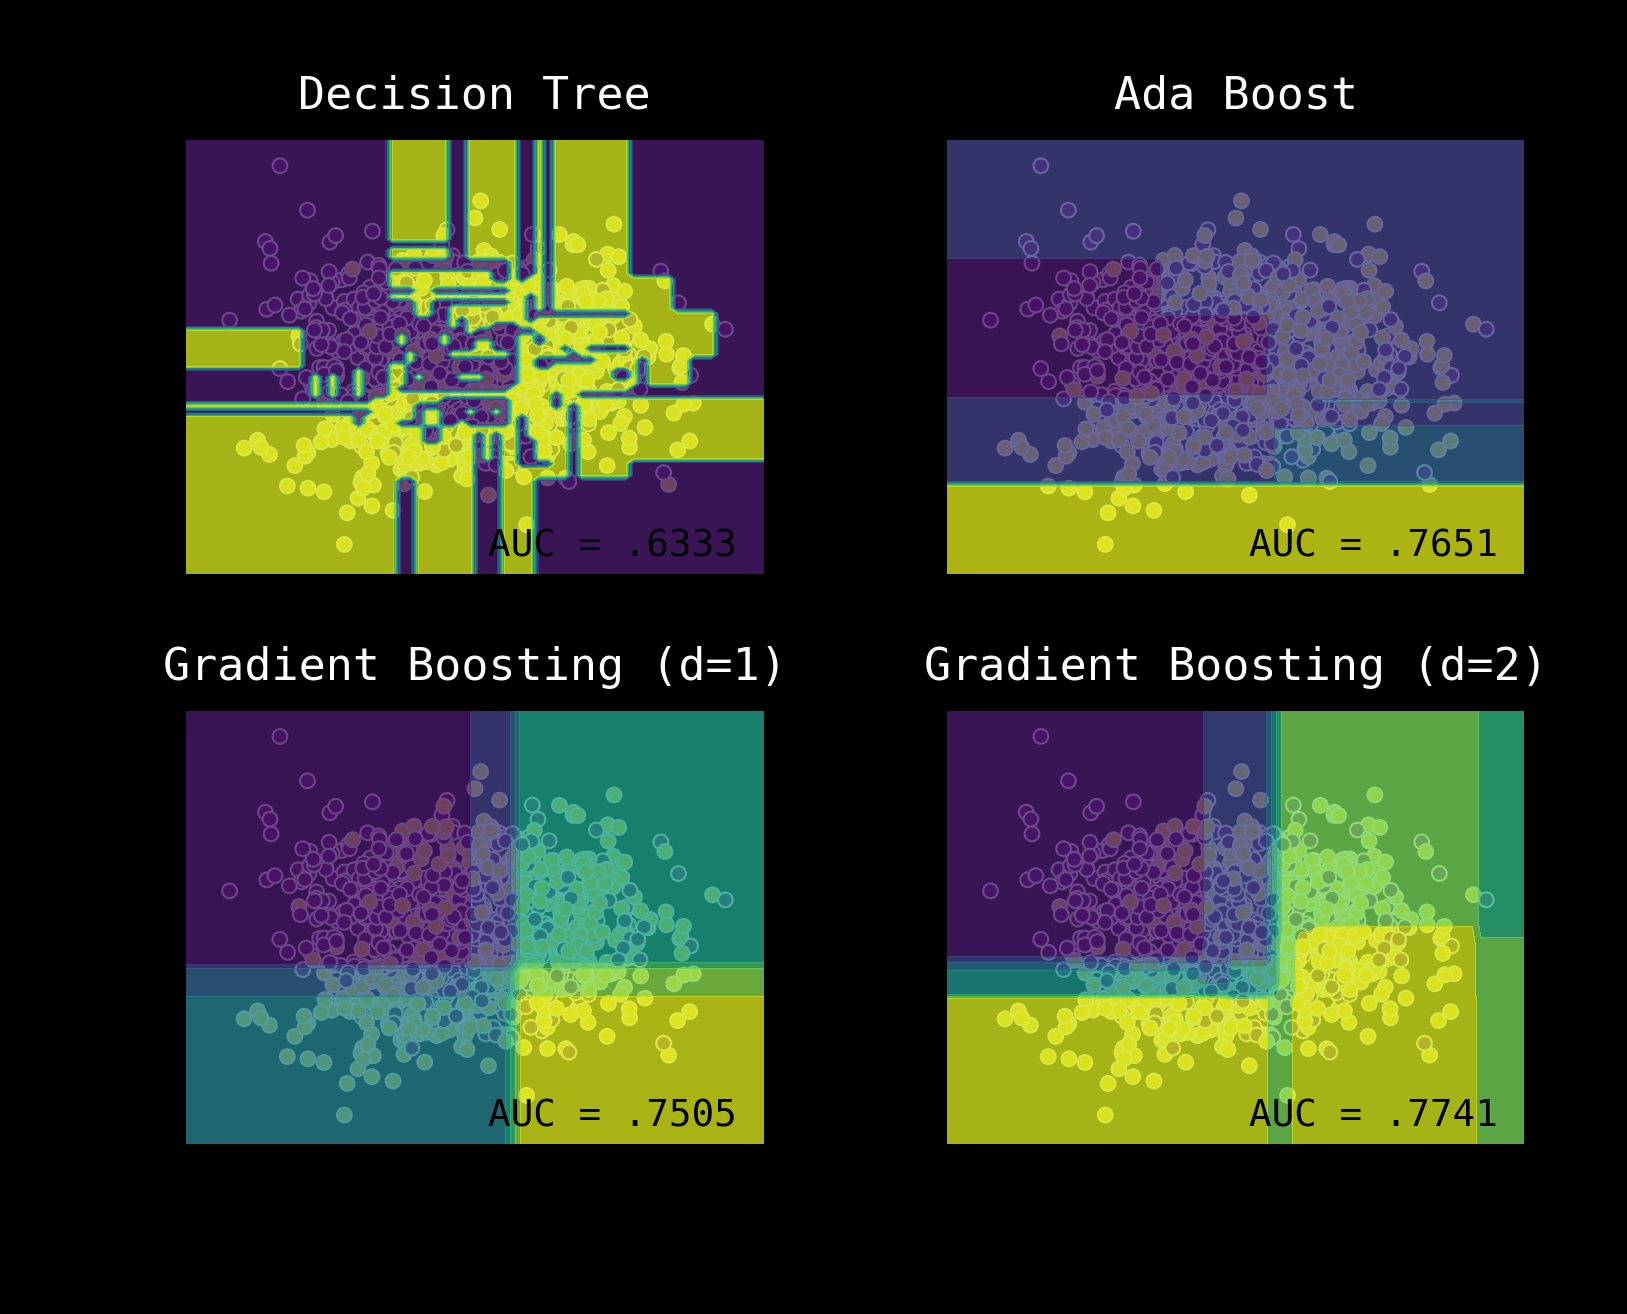 Decision Tree
Ada Boost
AUC = .6333
AUC = .7651
Gradient Boosting (d=1)
Gradient Boosting (d=2)
AUC = .7505
AUC = .7741